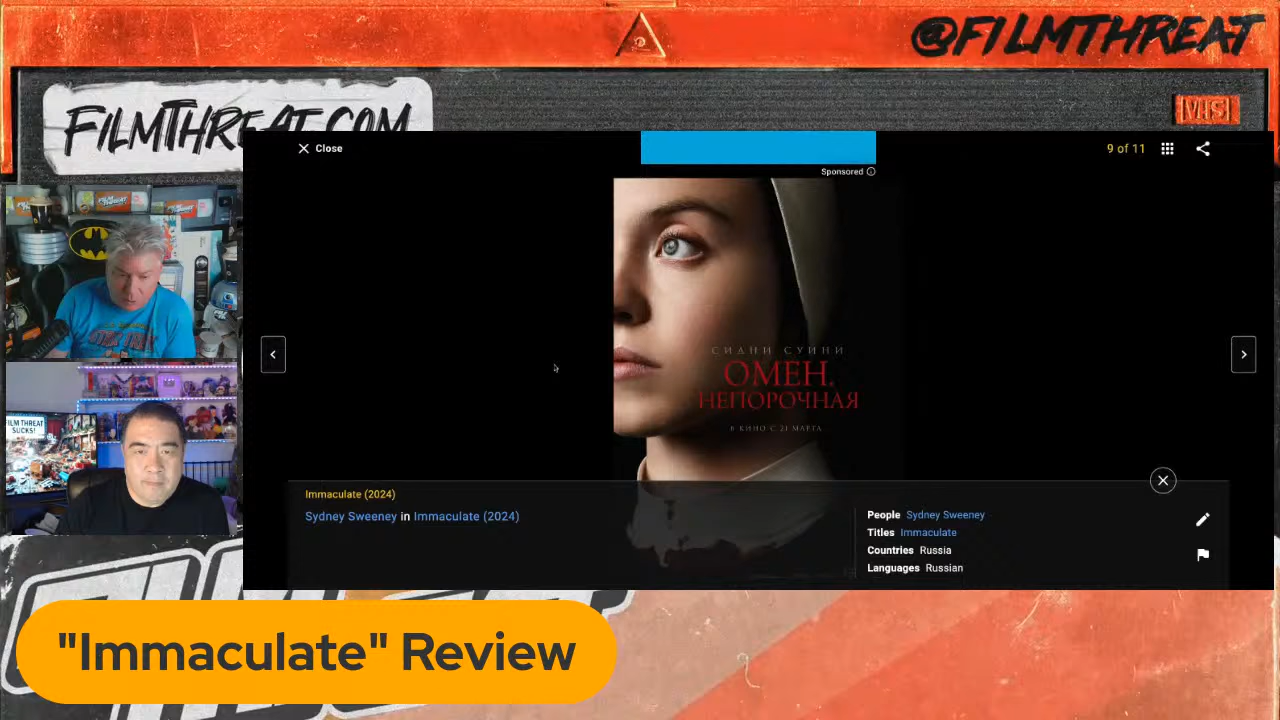 @FILMTHREAT
FILMTHREAT.COM
MS
Close
9 of 11
Sponsored
СИДНИ СУИНИ
ОМЕН.
НЕПОРОЧНАЯ
В КИНО С 21 МАРТА
FILM THREAT
SUCKS!
Immaculate (2024)
Sydney Sweeney in Immaculate (2024)
People Sydney Sweeney
Titles Immaculate
Countries Russia
Languages Russian
"Immaculate" Review